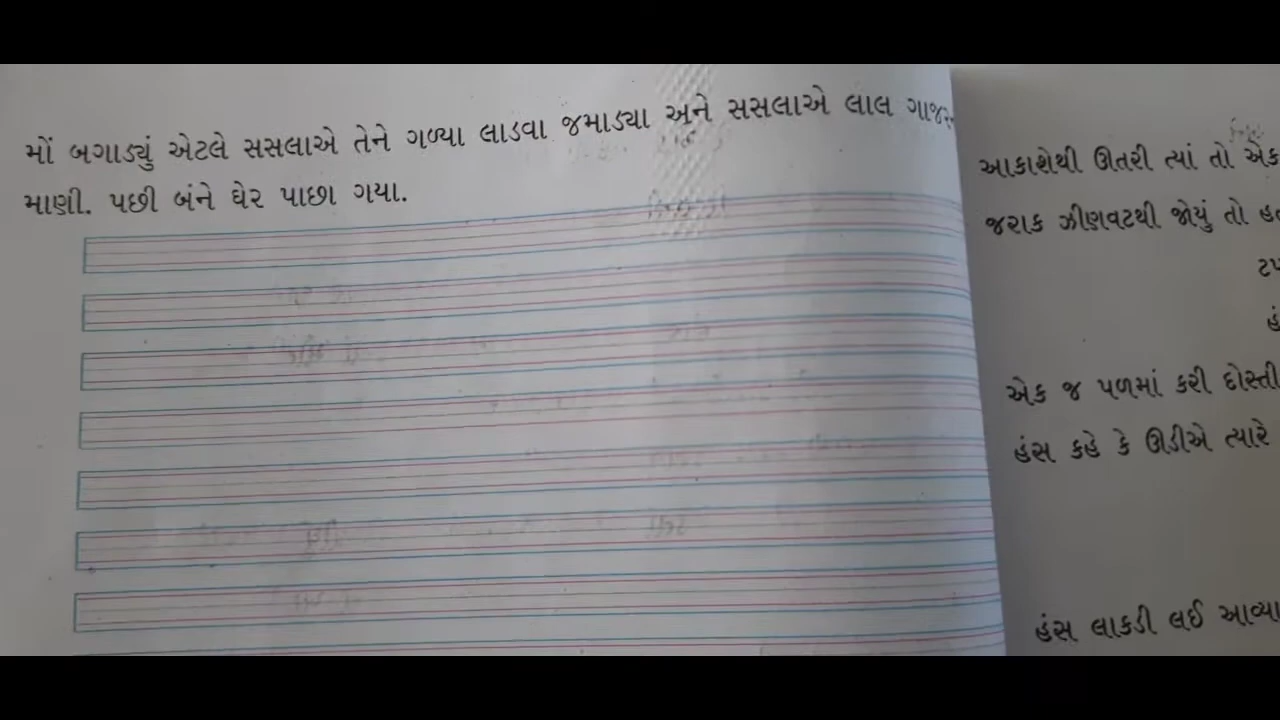 મોં બગાડ્યું એટલે સસલાએ તેને ગળ્યા લાડવા જમાડ્યા અને સસલાએ લાલ
માણી. પછી બંને ઘેર પાછા ગયા.
આકાશેથી ઊતરી ત્યાં તો એક
જરાક ઝીણવટથી જોયું તો
એક જ પળમાં કરી દોસ્તી
હંસ કહે કે ઊડીએ ત્યારે
હંસ લાકડી લઈ આવ્યા